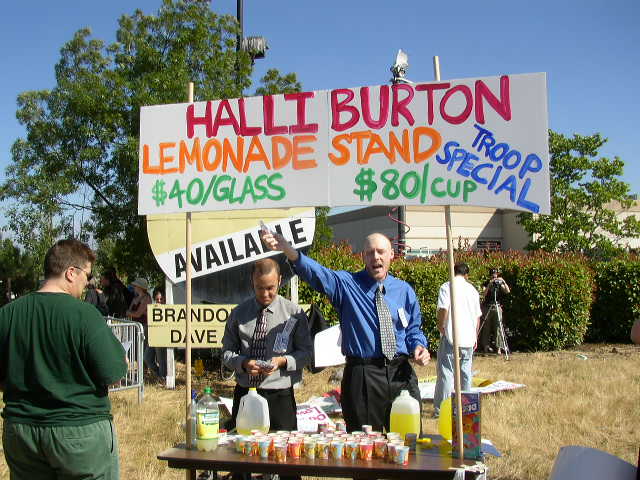 HALLIBURTON
LEMONADE STAND
$40/GLASS
$80/CUP
TROOP
SPECIAL
AVAILABLE
BRANDO
DAVE